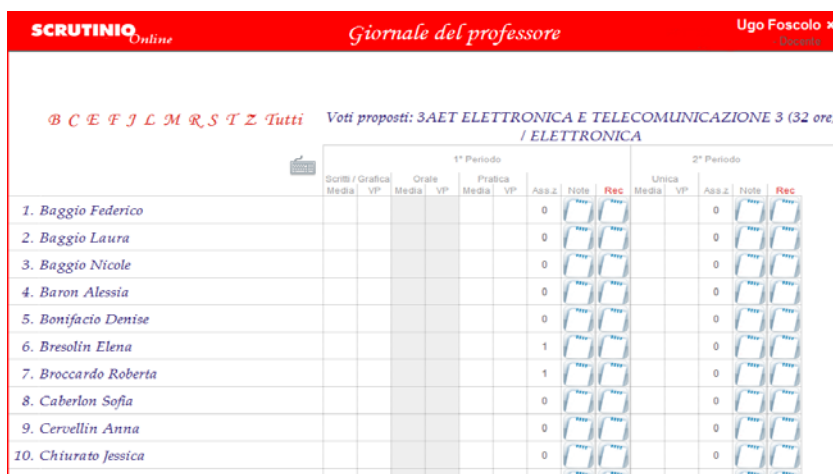 SCRUTINIO Online Giornale del professore Ugo Foscolo ×
Docente
B C E F J L M R S T Z Tutti Voti proposti: 3AET ELETTRONICA E TELECOMUNICAZIONE 3 (32 ore)
/ ELETTRONICA
1° Periodo 2° Periodo
Scritti / Grafica Orale Pratica Unica
Media VP Media VP Media VP Ass.z Note Rec Media VP Ass.z Note Rec
1. Baggio Federico 0 0
2. Baggio Laura 0 0
3. Baggio Nicole 0 0
4. Baron Alessia 0 0
5. Bonifacio Denise 0 0
6. Bresolin Elena 1 0
7. Broccardo Roberta 1 0
8. Caberlon Sofia 0 0
9. Cervellin Anna 0 0
10. Chiurato Jessica 0 0